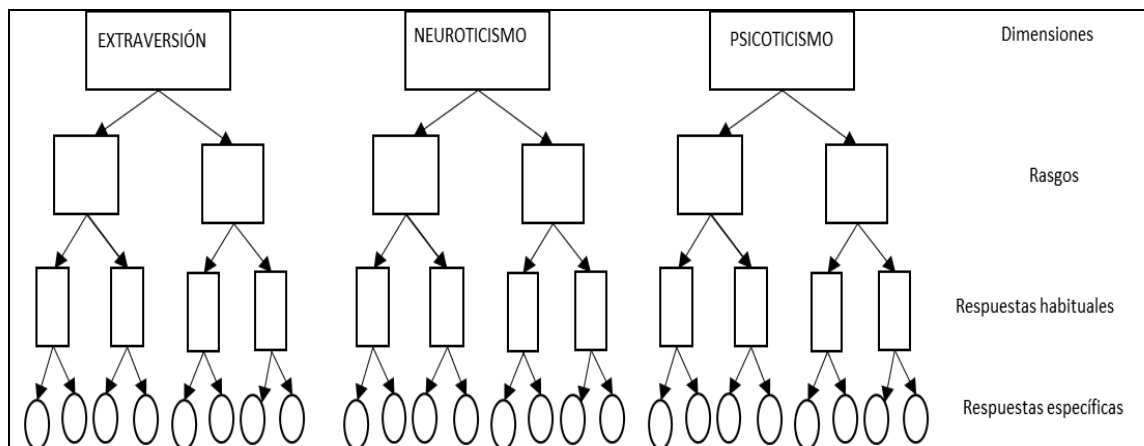 EXTRAVERSIÓN
NEUROTICISMO
PSICOTICISMO
Dimensiones
Rasgos
Respuestas habituales
Respuestas específicas